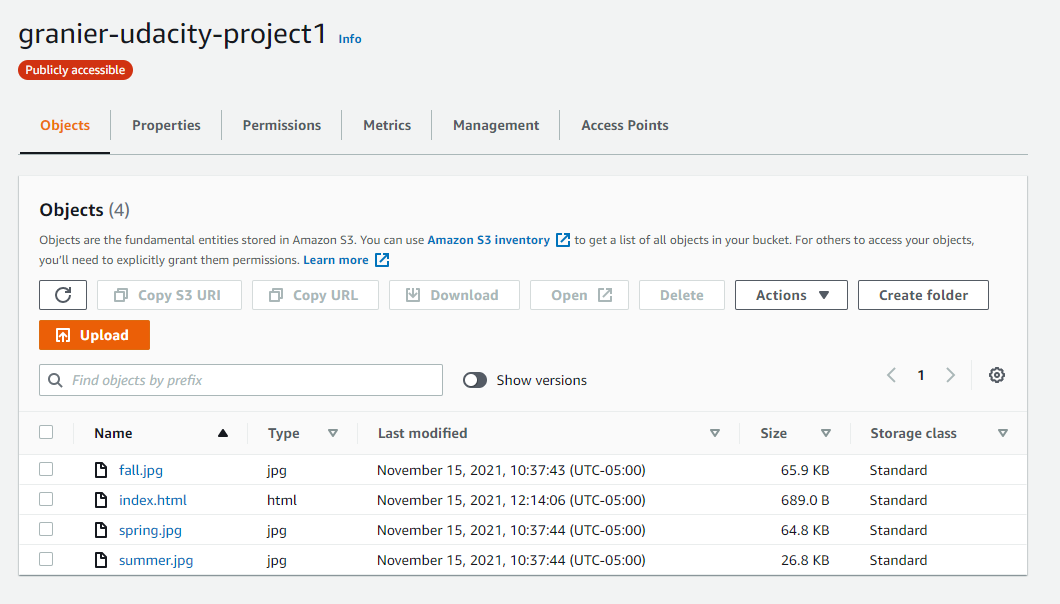 granier-udacity-project1 Info
Publicly accessible
Objects Properties Permissions Metrics Management Access Points
Objects (4)
Objects are the fundamental entities stored in Amazon S3. You can use Amazon S3 inventory to get a list of all objects in your bucket. For others to access your objects,
you'll need to explicitly grant them permissions. Learn more
Copy S3 URI Copy URL Download Open Delete Actions Create folder
Upload
Find objects by prefix Show versions 1
Name Type Last modified Size Storage class
fall.jpg jpg November 15, 2021, 10:37:43 (UTC-05:00) 65.9 KB Standard
index.html html November 15, 2021, 12:14:06 (UTC-05:00) 689.0 B Standard
spring.jpg jpg November 15, 2021, 10:37:44 (UTC-05:00) 64.8 KB Standard
summer.jpg jpg November 15, 2021, 10:37:44 (UTC-05:00) 26.8 KB Standard